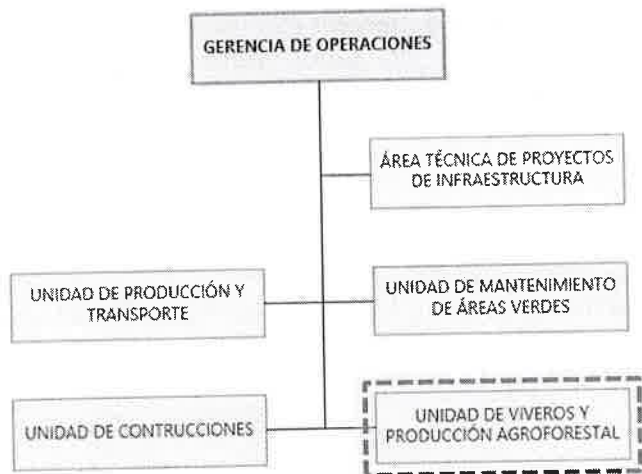 GERENCIA DE OPERACIONES
ÁREA TÉCNICA DE PROYECTOS
DE INFRAESTRUCTURA
UNIDAD DE PRODUCCIÓN Y
TRANSPORTE
UNIDAD DE MANTENIMIENTO
DE ÁREAS VERDES
UNIDAD DE CONTRUCCIONES
UNIDAD DE VIVEROS Y
PRODUCCIÓN AGROFORESTAL